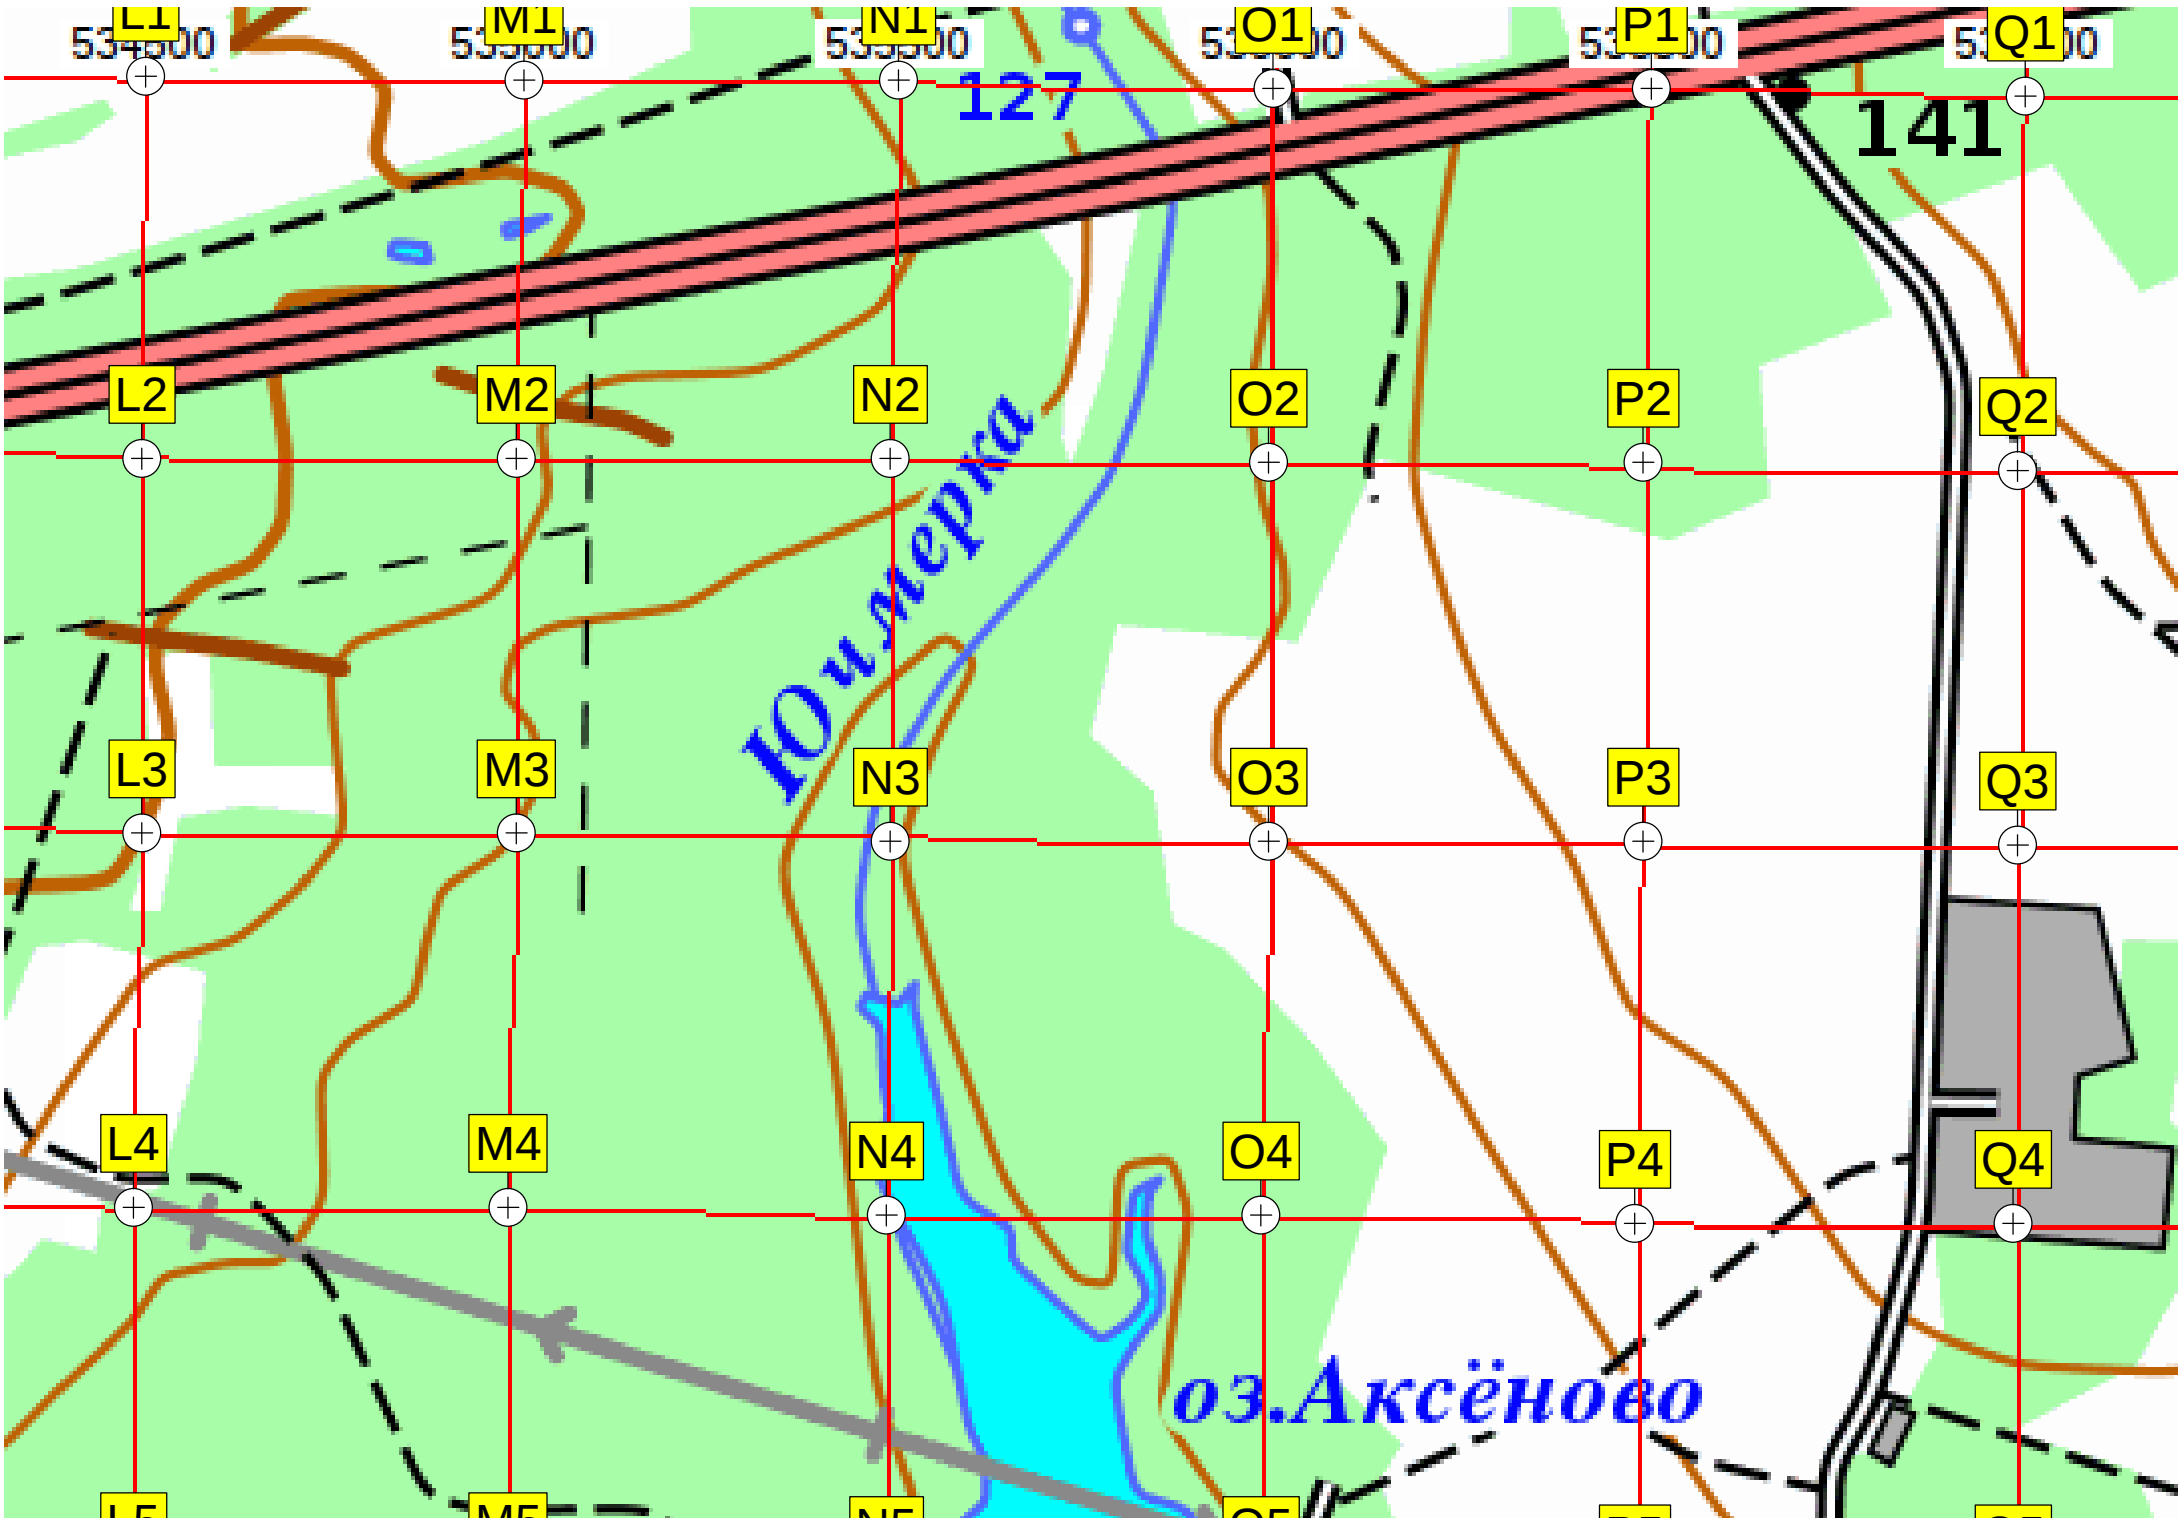 L1 M1 N1 O1 P1 Q1
127
141
L2 M2 N2 O2 P2 Q2
Юимерка
L3 M3 N3 O3 P3 Q3
L4 M4 N4 O4 P4 Q4
оз.Аксёново